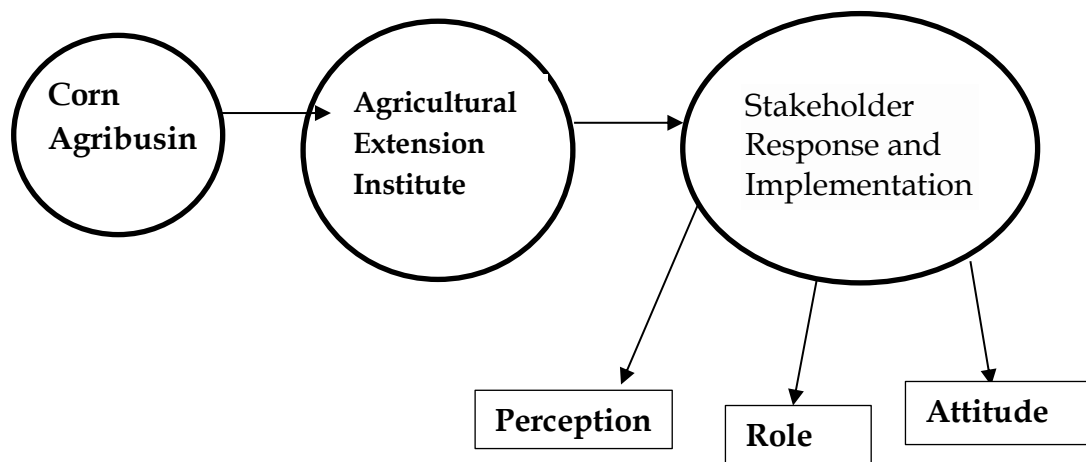 Corn
Agribusin
Agricultural
Extension
Institute
Stakeholder
Response and
Implementation
Perception
Role
Attitude